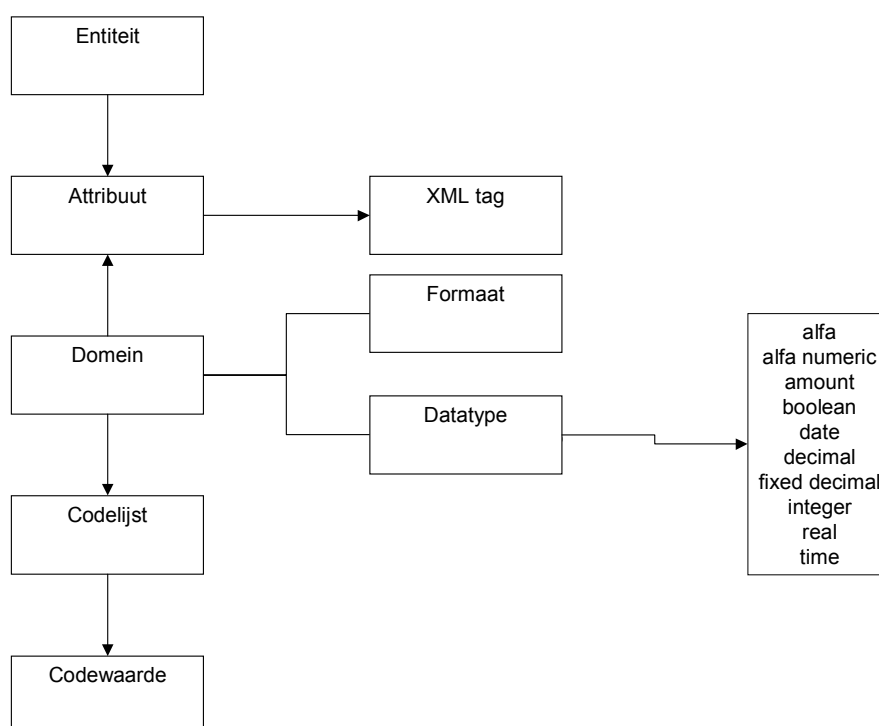 Entiteit
Attribuut
XML tag
Formaat
Domein
Datatype
alfa
alfa numeric
amount
boolean
date
decimal
fixed decimal
integer
real
time
Codelijst
Codewaarde